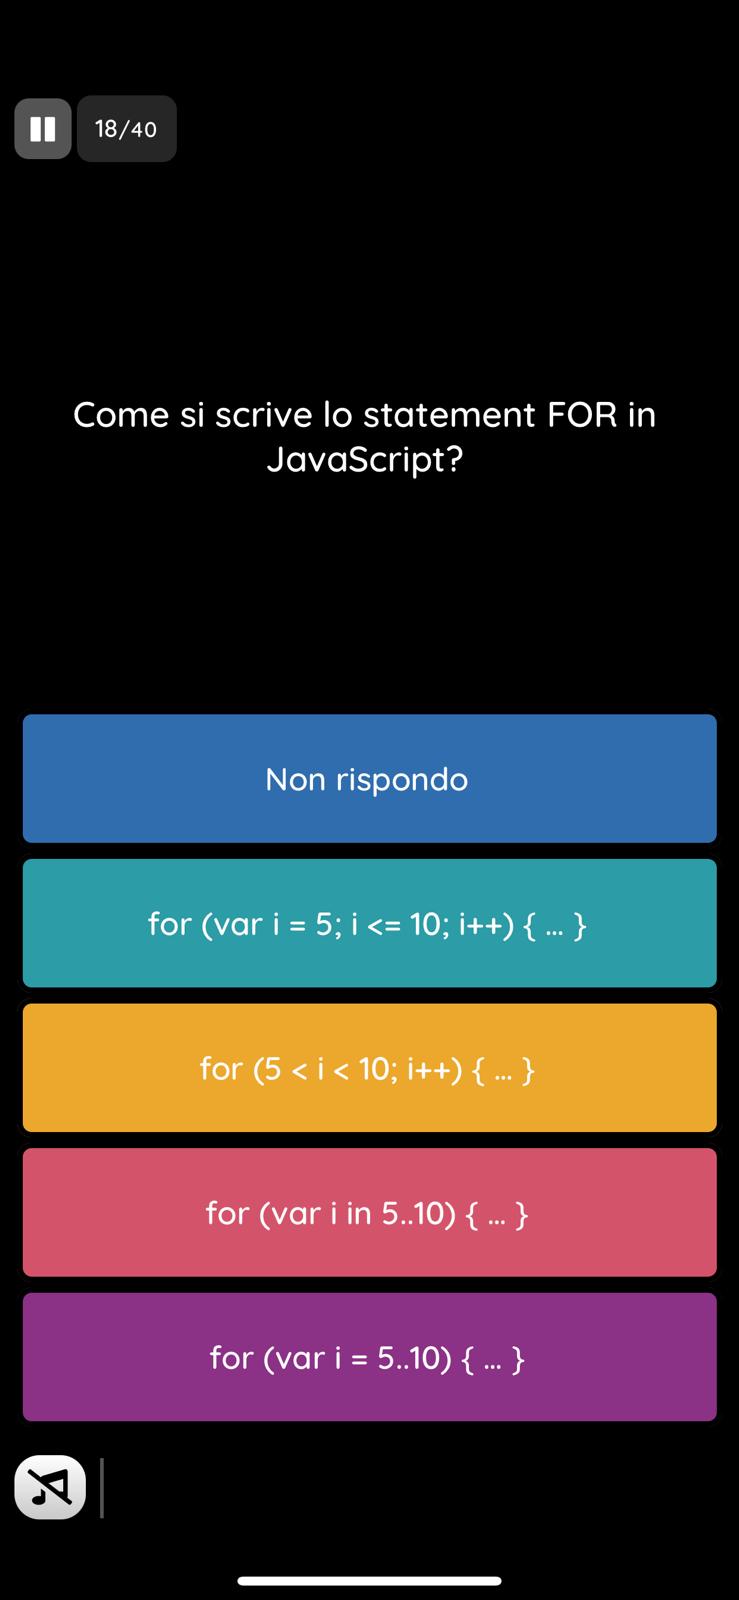 18/40
Come si scrive lo statement FOR in
JavaScript?
Non rispondo
for (var i = 5; i <= 10; i++) { ... }
for (5 < i < 10; i++) { ... }
for (var i in 5..10) { ... }
for (var i = 5..10) { ... }